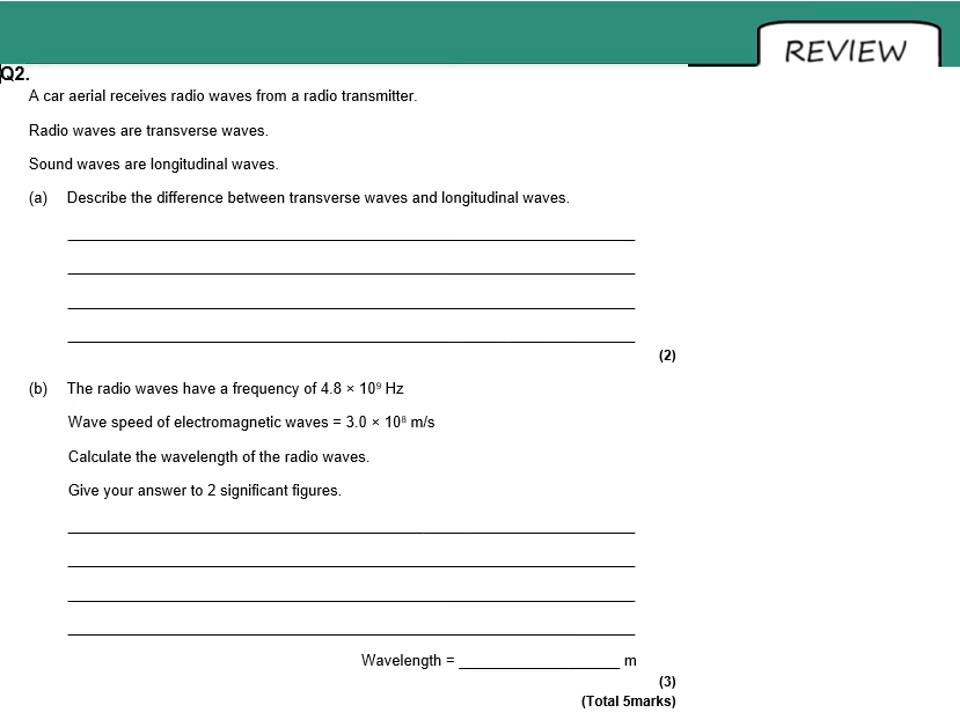 REVIEW
Q2.
A car aerial receives radio waves from a radio transmitter.
Radio waves are transverse waves.
Sound waves are longitudinal waves.
(a) Describe the difference between transverse waves and longitudinal waves.
(2)
(b) The radio waves have a frequency of 4.8 × 10⁹ Hz
Wave speed of electromagnetic waves = 3.0 × 10⁸ m/s
Calculate the wavelength of the radio waves.
Give your answer to 2 significant figures.
Wavelength = ____________________ m
(3)
(Total 5marks)